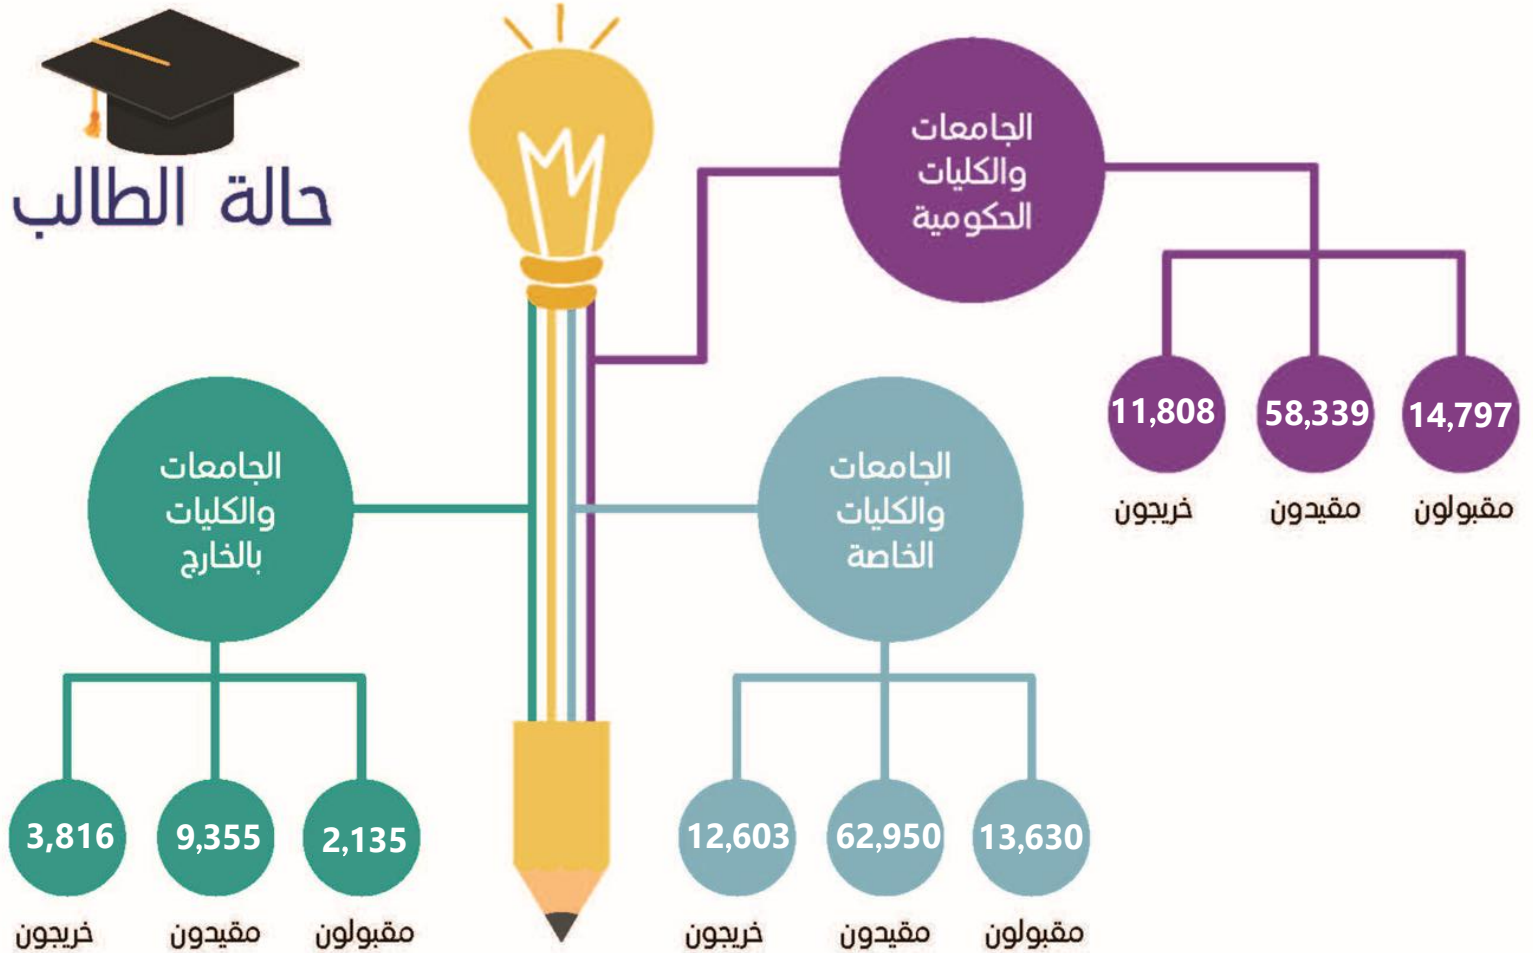 حالة الطالب
الجامعات
والكليات
الحكومية
14,797
58,339
11,808
مقبولون
مقيدون
خريجون
الجامعات
والكليات
الخاصة
13,630
62,950
12,603
مقبولون
مقيدون
خريجون
الجامعات
والكليات
بالخارج
2,135
9,355
3,816
مقبولون
مقيدون
خريجون